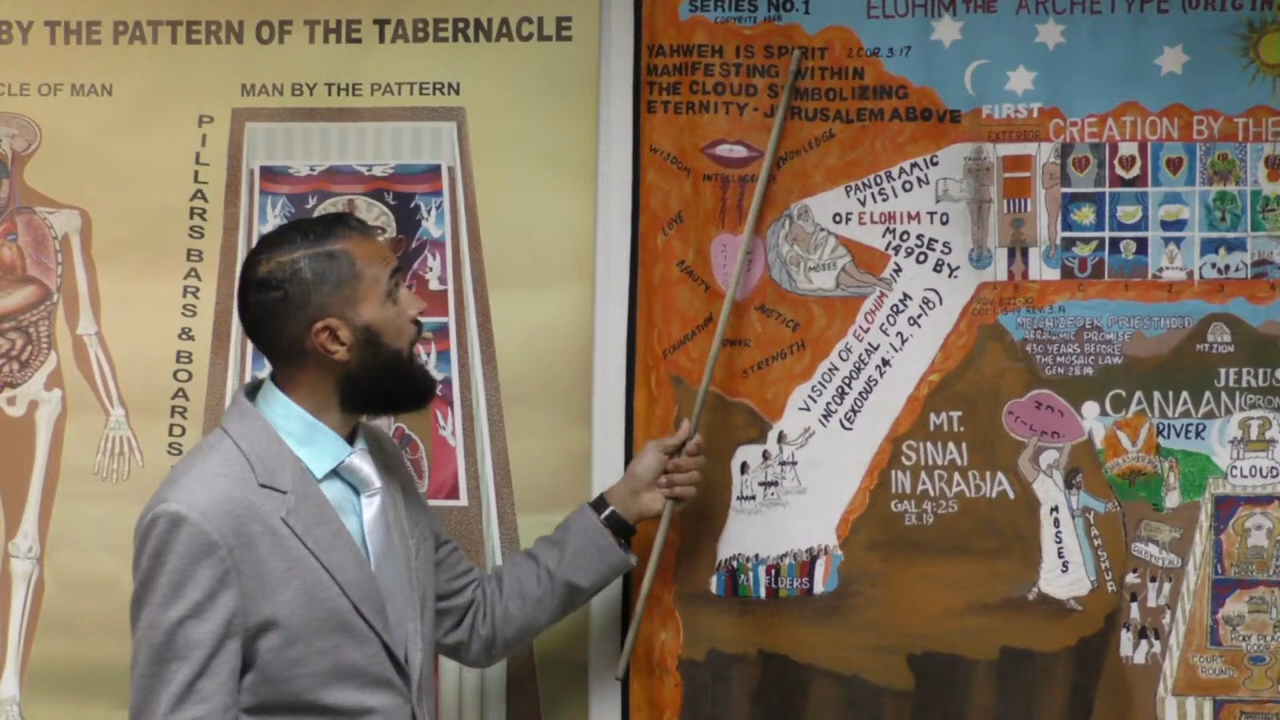 BY THE PATTERN OF THE TABERNACLE
CLE OF MAN
MAN BY THE PATTERN
PILLARS BARS & BOARDS
SERIES NO.1
ELOHIM THE ARCHETYPE (ORIGIN
YAHWEH IS SPIRIT 2 COR. 3:17
MANIFESTING WITHIN
THE CLOUD SYMBOLIZING
ETERNITY - JERUSALEM ABOVE
FIRST
EXTERIOR
CREATION BY THE
WISDOM
KNOWLEDGE
LOVE
BEAUTY
JUSTICE
FOUNDATION
STRENGTH
PANORAMIC
VISION
OF ELOHIM TO
MOSES
1490 BY.
MOSES
VISION OF ELOHIM IN
INCORPOREAL FORM
(EXODUS 24:1,2, 9-18)
70 ELDERS
MT.
SINAI
IN ARABIA
GAL. 4:25
EX. 19
MELCHIZEDEK PRIESTHOOD
ABRAHMIC PROMISE
430 YEARS BEFORE
THE MOSAIC LAW
GEN. 28:14
MT ZION
JERUS
CANAAN (PRO
RIVER
CLOUD
MOSES
YAHSHUA
HOLY PLA
DOOR
COURT
ROUND